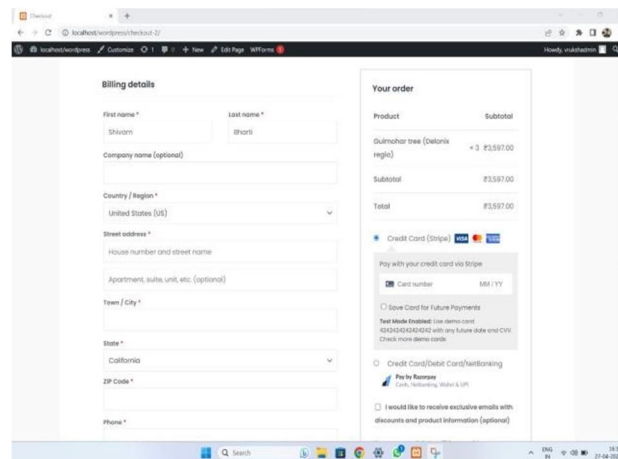 Checkout
localhost/wordpress/checkout-2/
localhost/wordpress Customize 1 0 New Edit Page WPForms
Howdy, vrukshadmin
Billing details
First name *
Last name *
Shivam
Bharti
Company name (optional)
Country / Region *
United States (US)
Street address *
House number and street name
Apartment, suite, unit, etc. (optional)
Town / City *
State *
California
ZIP Code *
Phone *
Your order
Product Subtotal
Gulmohar tree (Delonix
regia) × 3 ₹3,597.00
Subtotal ₹3,597.00
Total ₹3,597.00
Credit Card (Stripe) VISA
Pay with your credit card via Stripe
Card number MM / YY
Save Card for Future Payments
Test Mode Enabled: Use demo card
4242424242424242 with any future date and CVV.
Check more demo cards
Credit Card/Debit Card/NetBanking
Pay by Razorpay
Cards, Netbanking, Wallet & UPI
I would like to receive exclusive emails with
discounts and product information (optional)
Search
ENG
IN